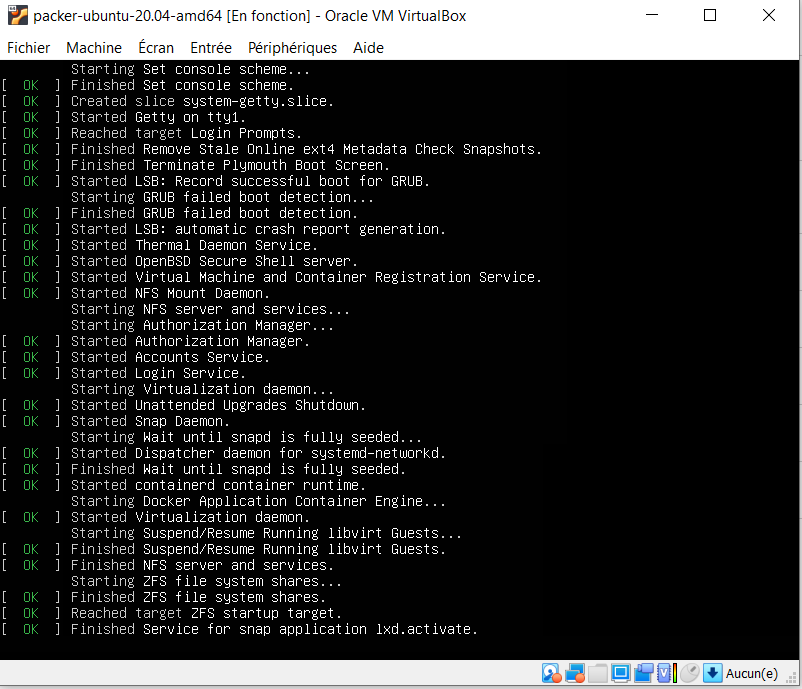 packer-ubuntu-20.04-amd64 [En fonction] - Oracle VM VirtualBox
Fichier Machine Écran Entrée Périphériques Aide
Starting Set console scheme...
[ OK ] Finished Set console scheme.
[ OK ] Created slice system-getty.slice.
[ OK ] Started Getty on tty1.
[ OK ] Reached target Login Prompts.
[ OK ] Finished Remove Stale Online ext4 Metadata Check Snapshots.
[ OK ] Finished Terminate Plymouth Boot Screen.
[ OK ] Started LSB: Record successful boot for GRUB.
Starting GRUB failed boot detection...
[ OK ] Finished GRUB failed boot detection.
[ OK ] Started LSB: automatic crash report generation.
[ OK ] Started Thermal Daemon Service.
[ OK ] Started OpenBSD Secure Shell server.
[ OK ] Started Virtual Machine and Container Registration Service.
[ OK ] Started NFS Mount Daemon.
Starting NFS server and services...
Starting Authorization Manager...
[ OK ] Started Authorization Manager.
[ OK ] Started Accounts Service.
[ OK ] Started Login Service.
Starting Virtualization daemon...
[ OK ] Started Unattended Upgrades Shutdown.
[ OK ] Started Snap Daemon.
Starting Wait until snapd is fully seeded...
[ OK ] Started Dispatcher daemon for systemd-networkd.
[ OK ] Finished Wait until snapd is fully seeded.
[ OK ] Started containerd container runtime.
Starting Docker Application Container Engine...
[ OK ] Started Virtualization daemon.
Starting Suspend/Resume Running libvirt Guests...
[ OK ] Finished Suspend/Resume Running libvirt Guests.
[ OK ] Finished NFS server and services.
Starting ZFS file system shares...
[ OK ] Finished ZFS file system shares.
[ OK ] Reached target ZFS startup target.
[ OK ] Finished Service for snap application lxd.activate.
Aucun(e)